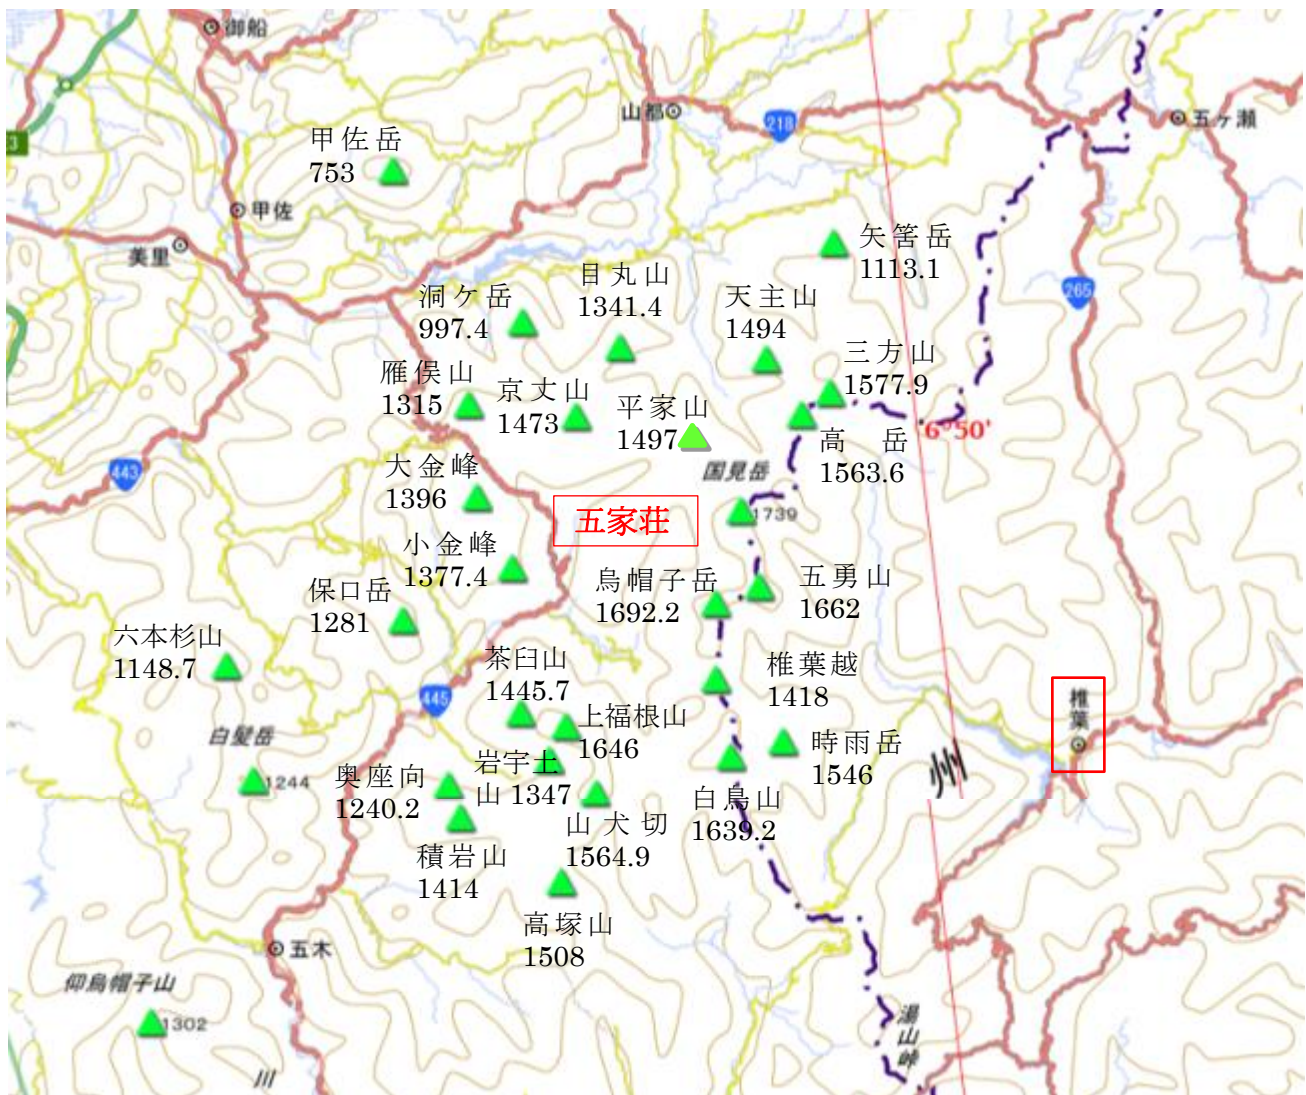 御船
山都
218
五ヶ瀬
3
甲佐岳
753
甲佐
美里
矢筈岳
1113.1
265
目丸山
1341.4
洞ケ岳
997.4
天主山
1494
三方山
1577.9
雁俣山
1315
京丈山
1473
平家山
1497
6°50'
高 岳
1563.6
443
大金峰
1396
国見岳
1739
五家荘
小金峰
1377.4
烏帽子岳
1692.2
五勇山
1662
保口岳
1281
六本杉山
1148.7
茶臼山
1445.7
椎葉越
1418
445
上福根山
1646
椎葉
白髪岳
1244
時雨岳
1546
州
奥座向
1240.2
岩宇土
山 1347
白鳥山
1639.2
山犬切
1564.9
積岩山
1414
高塚山
1508
五木
仰烏帽子山
1302
湯山峠
川